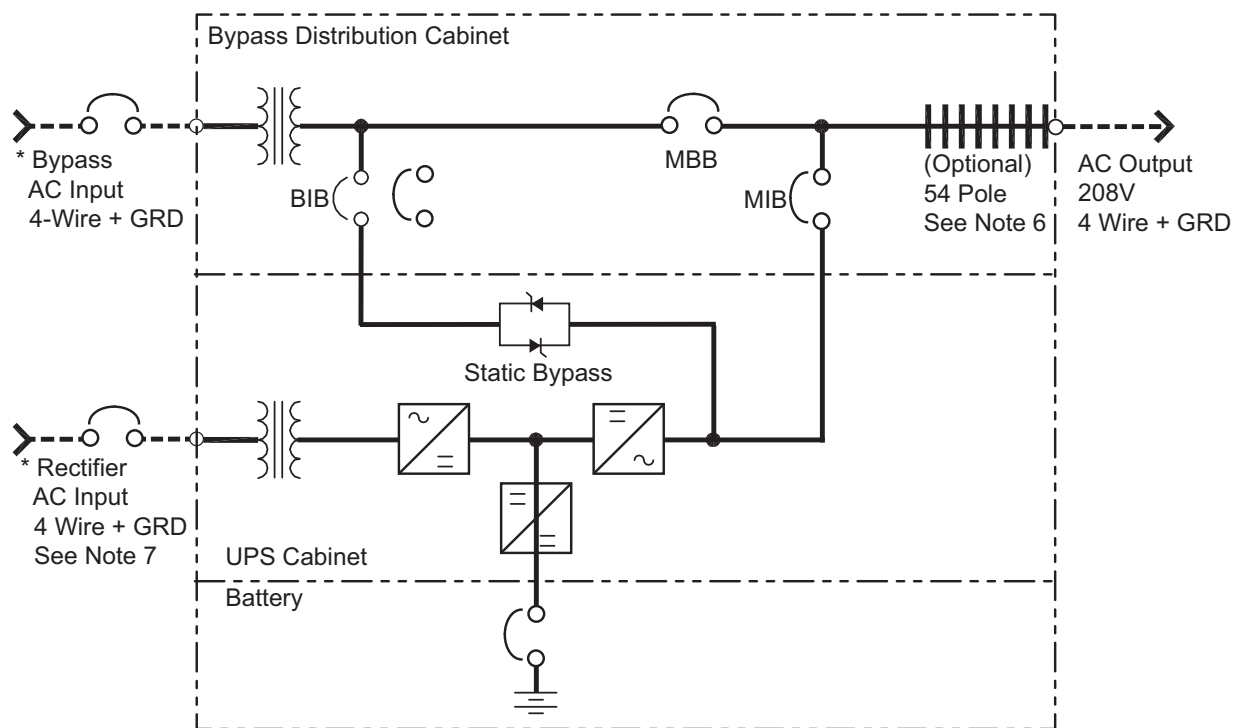 Bypass Distribution Cabinet
* Bypass
AC Input
4-Wire + GRD
BIB
MBB
MIB
(Optional)
54 Pole
See Note 6
AC Output
208V
4 Wire + GRD
Static Bypass
* Rectifier
AC Input
4 Wire + GRD
See Note 7
UPS Cabinet
Battery